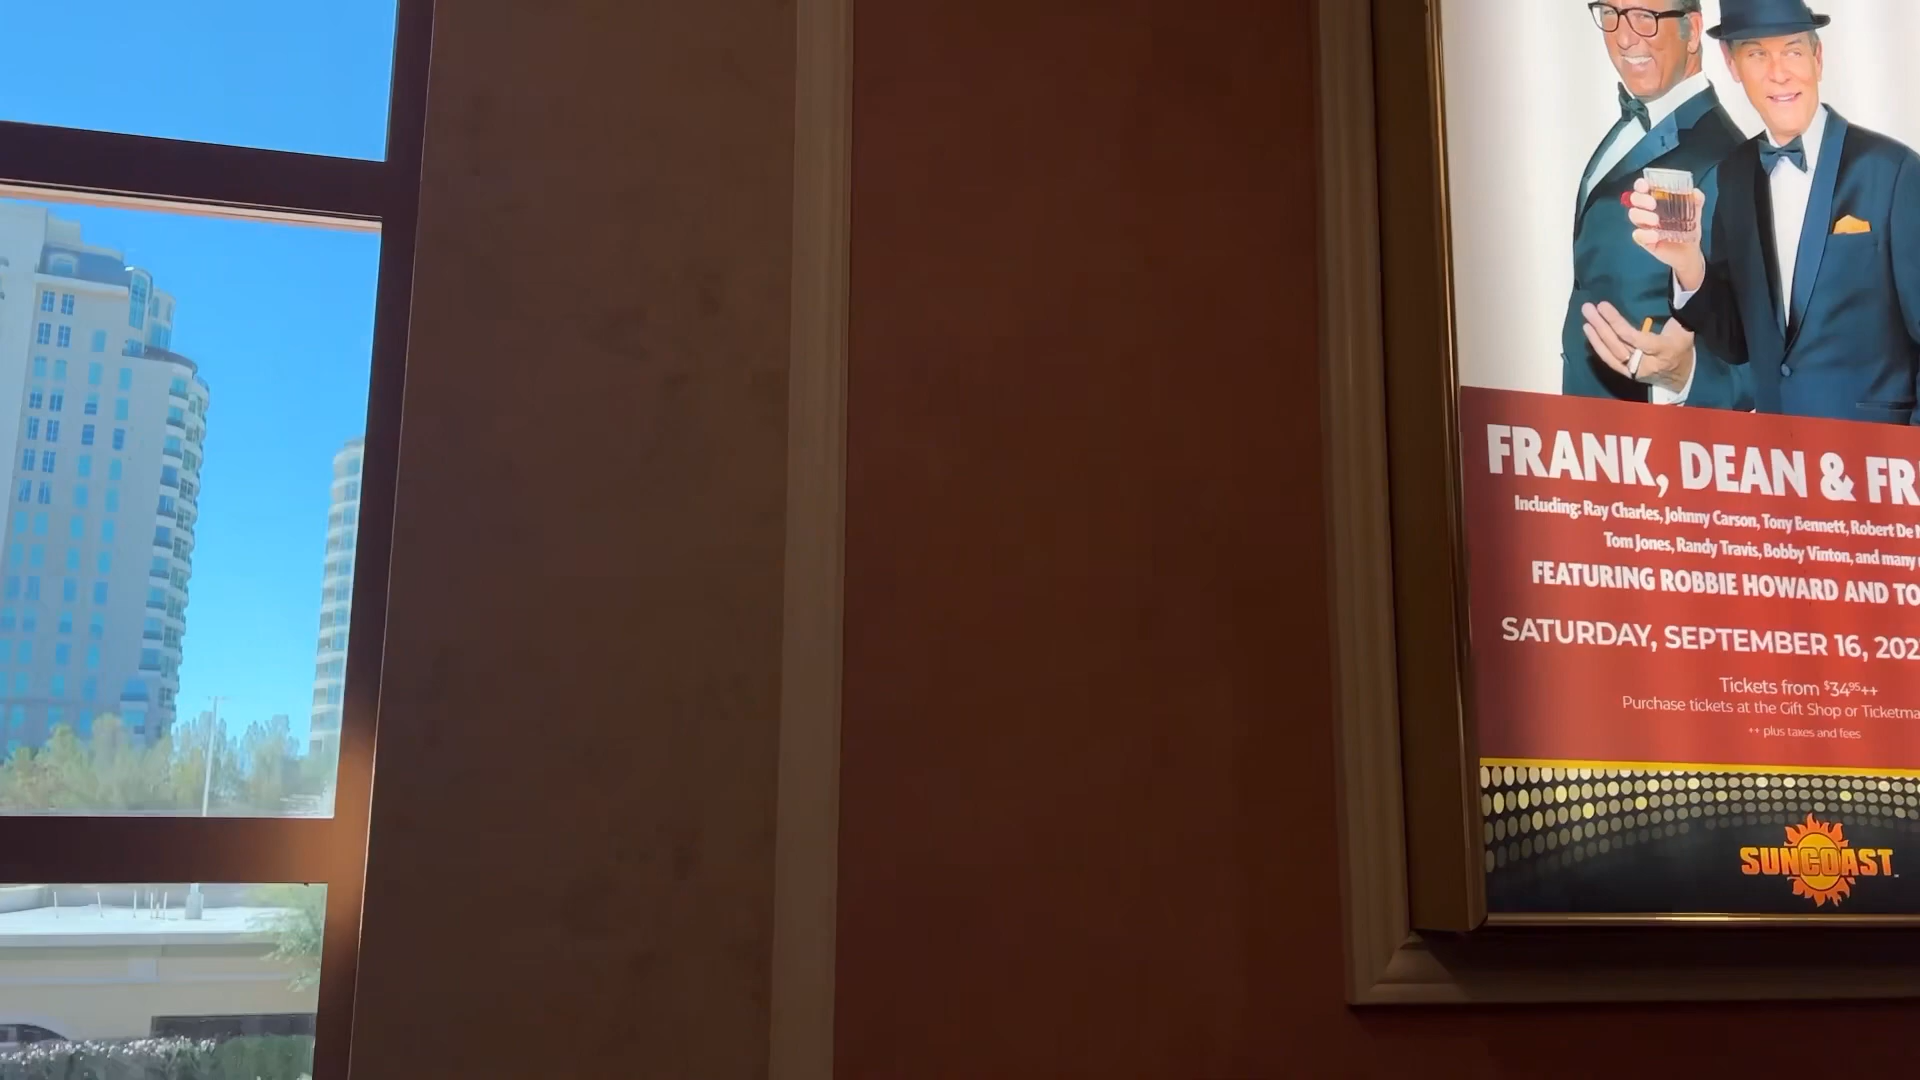 FRANK, DEAN & FR
Including: Ray Charles, Johnny Carson, Tony Bennett, Robert De N
Tom Jones, Randy Travis, Bobby Vinton, and many
FEATURING ROBBIE HOWARD AND TO
SATURDAY, SEPTEMBER 16, 202
Tickets from $34⁹⁵++
Purchase tickets at the Gift Shop or Ticketma
++ plus taxes and fees
SUNCOAST